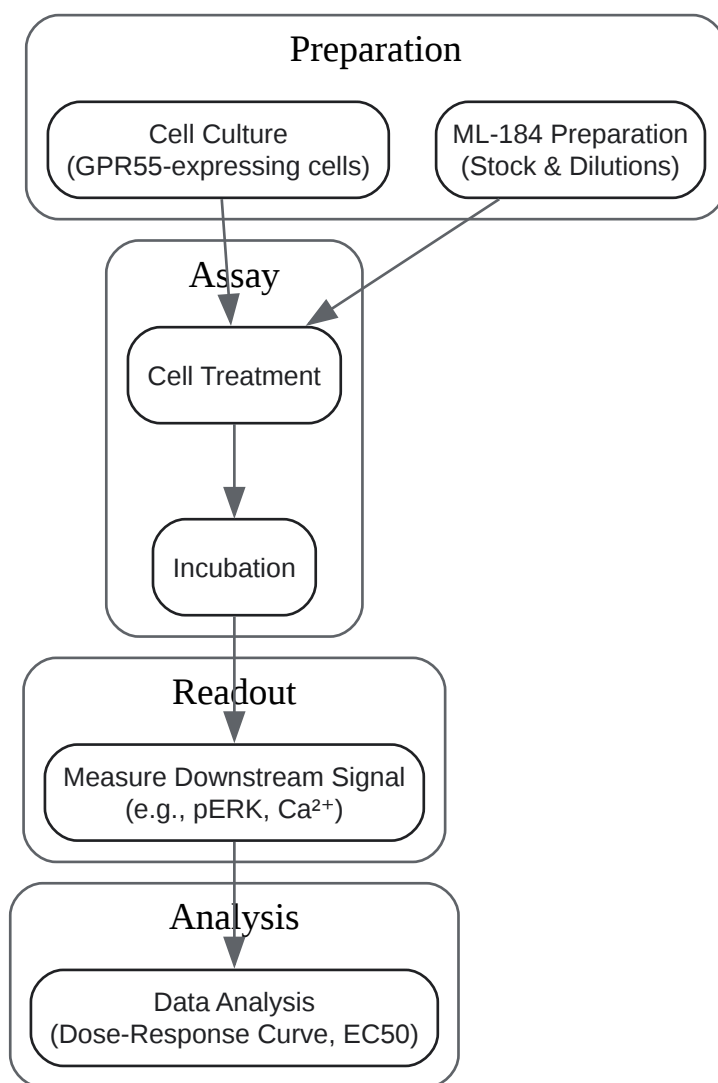 Preparation
Cell Culture
(GPR55-expressing cells)
ML-184 Preparation
(Stock & Dilutions)
Assay
Cell Treatment
Incubation
Readout
Measure Downstream Signal
(e.g., pERK, Ca²⁺)
Analysis
Data Analysis
(Dose-Response Curve, EC50)